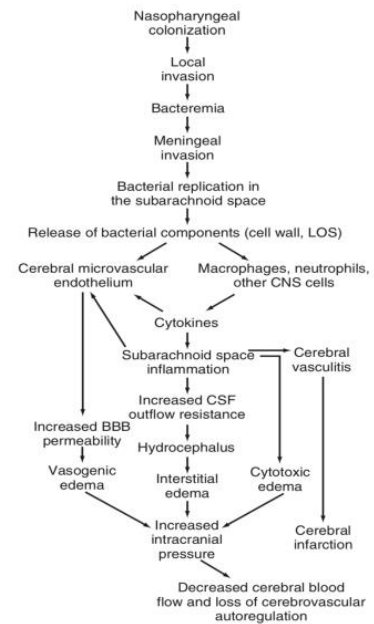 Nasopharyngeal
colonization
Local
invasion
Bacteremia
Meningeal
invasion
Bacterial replication in
the subarachnoid space
Release of bacterial components (cell wall, LOS)
Cerebral microvascular
endothelium
Macrophages, neutrophils,
other CNS cells
Cytokines
Subarachnoid space
inflammation
Cerebral
vasculitis
Increased CSF
outflow resistance
Increased BBB
permeability
Hydrocephalus
Vasogenic
edema
Interstitial
edema
Cytotoxic
edema
Increased
intracranial
pressure
Cerebral
infarction
Decreased cerebral blood
flow and loss of cerebrovascular
autoregulation